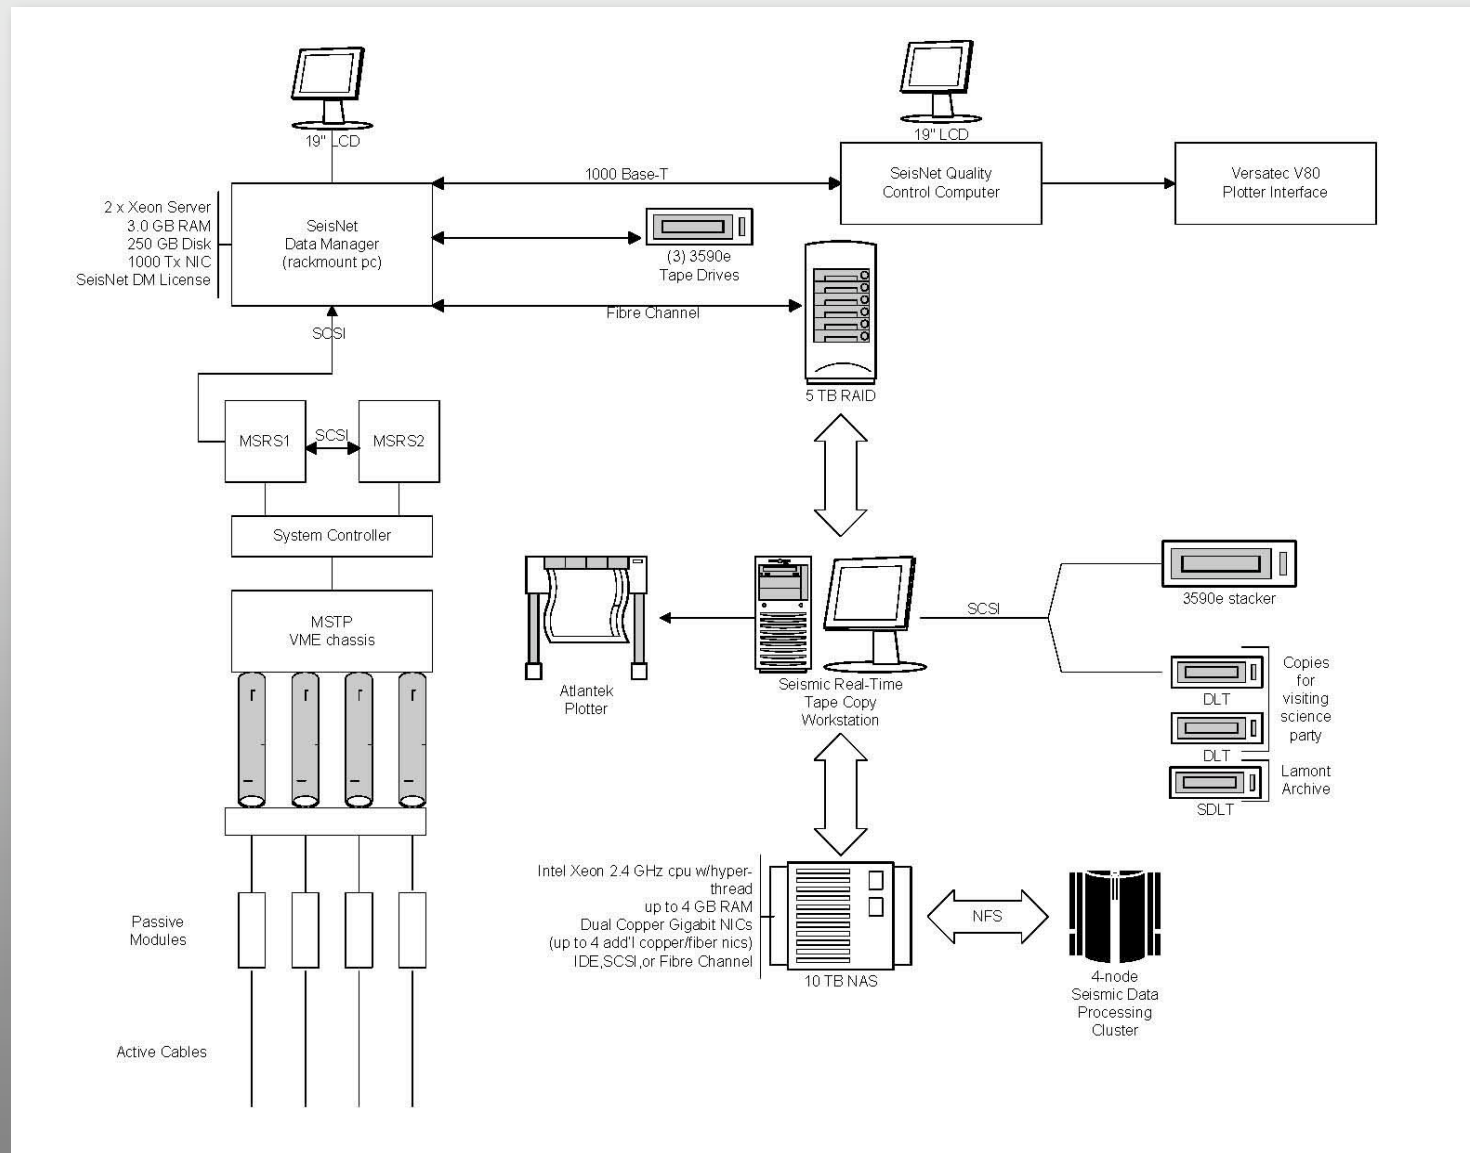 19" LCD
19" LCD
1000 Base-T
SeisNet Quality
Control Computer
Versatec V80
Plotter Interface
2 x Xeon Server
3.0 GB RAM
250 GB Disk
1000 Tx NIC
SeisNet DM License
SeisNet
Data Manager
(rackmount pc)
(3) 3590e
Tape Drives
Fibre Channel
SCSI
5 TB RAID
MSRS1
SCSI
MSRS2
System Controller
MSTP
VME chassis
Atlantek
Plotter
Seismic Real-Time
Tape Copy
Workstation
SCSI
3590e stacker
DLT
DLT
Copies
for
visiting
science
party
SDLT
Lamont
Archive
Passive
Modules
Active Cables
Intel Xeon 2.4 GHz cpu w/hyper-
thread
up to 4 GB RAM
Dual Copper Gigabit NICs
(up to 4 add'l copper/fiber nics)
IDE,SCSI,or Fibre Channel
10 TB NAS
NFS
4-node
Seismic Data
Processing
Cluster